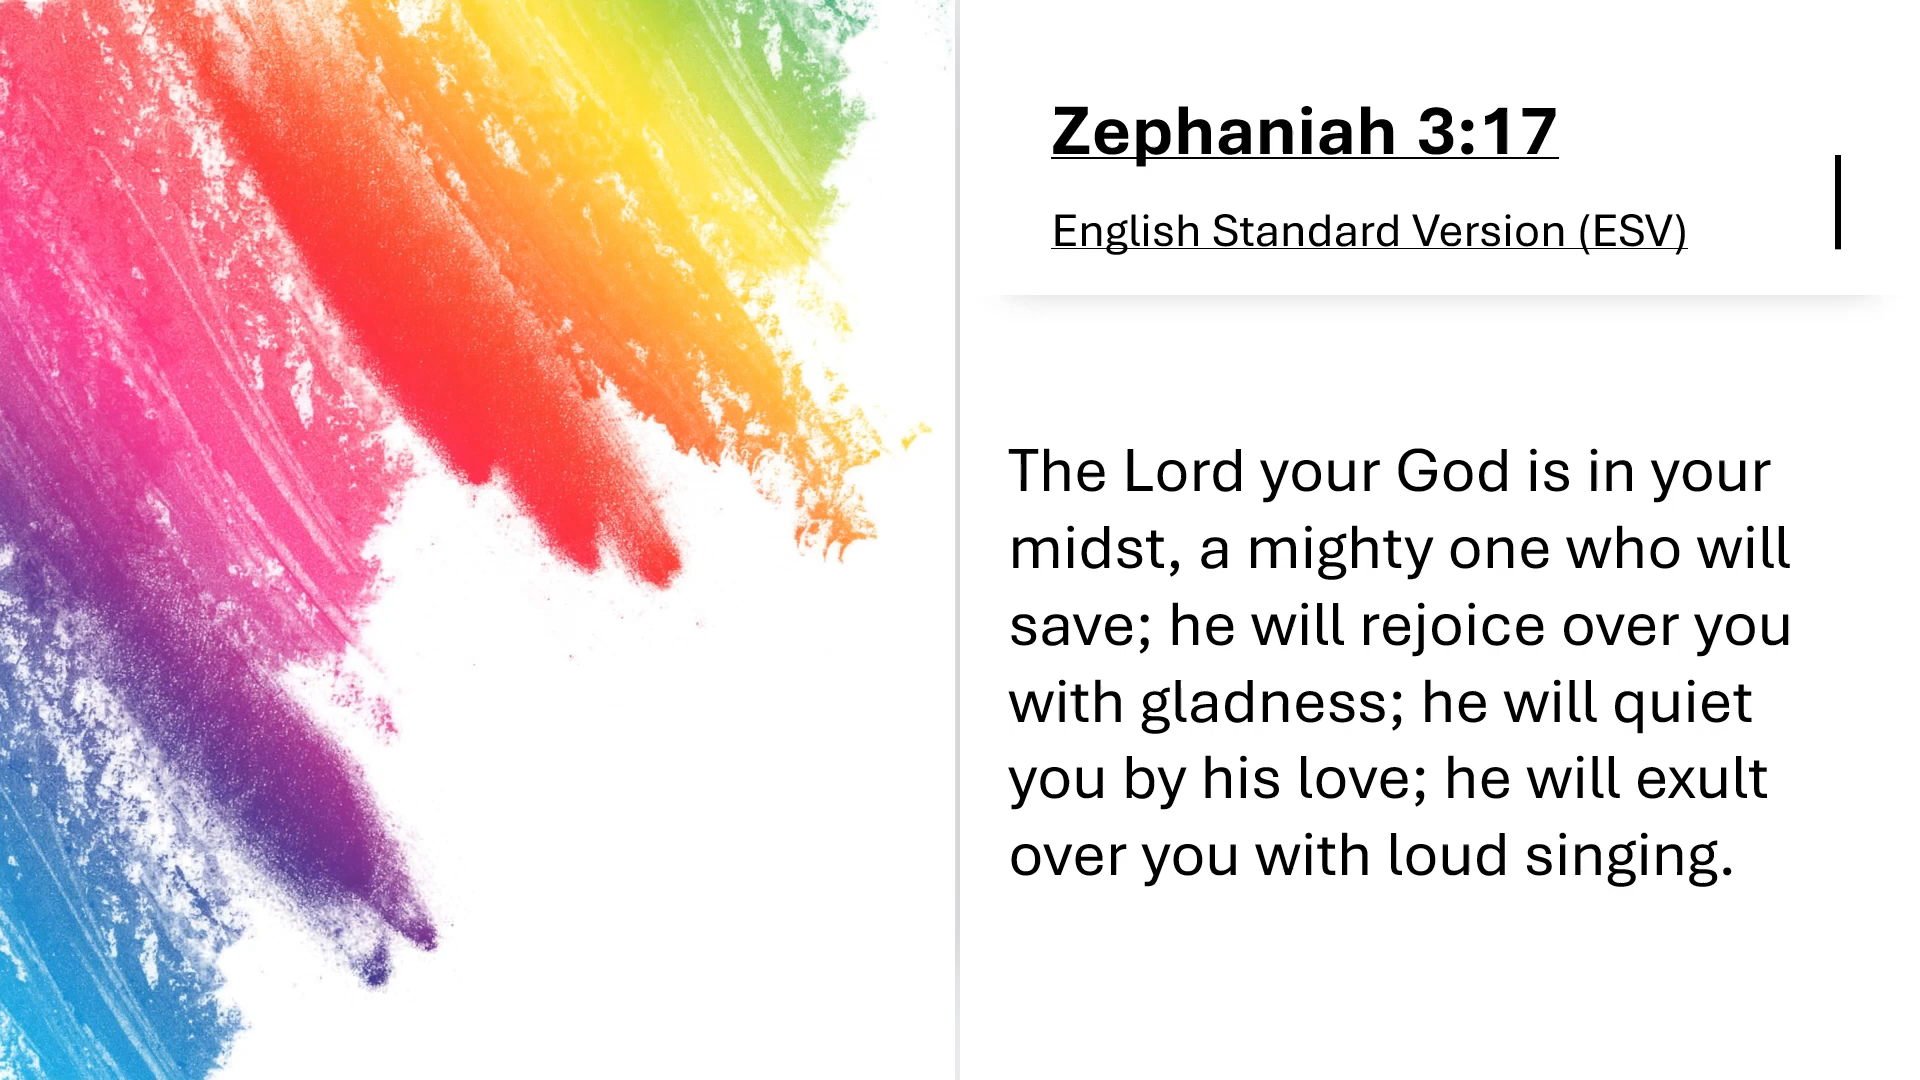 Zephaniah 3:17
English Standard Version (ESV)
The Lord your God is in your
midst, a mighty one who will
save; he will rejoice over you
with gladness; he will quiet
you by his love; he will exult
over you with loud singing.